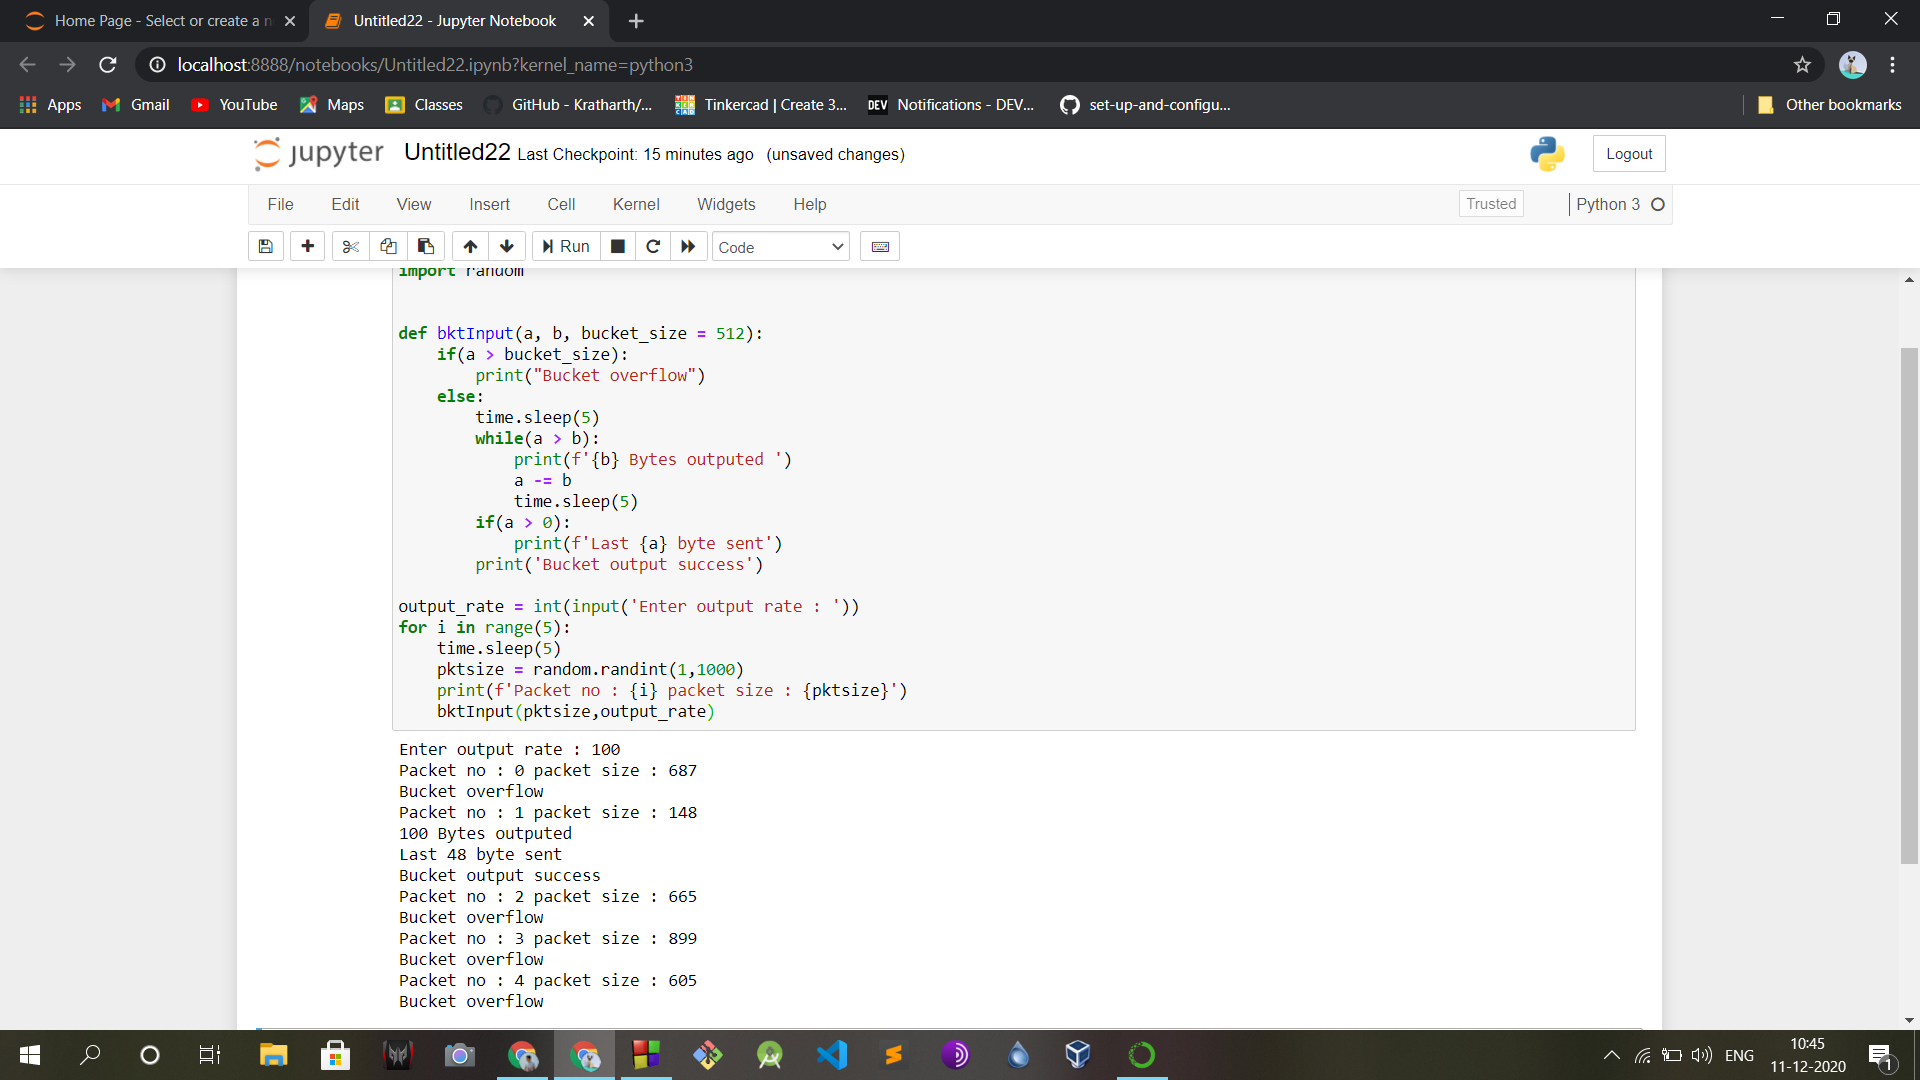 Home Page - Select or create a n
Untitled22 - Jupyter Notebook
localhost:8888/notebooks/Untitled22.ipynb?kernel_name=python3
Apps Gmail YouTube Maps Classes GitHub - Kratharth/... Tinkercad | Create 3... DEV Notifications - DEV... set-up-and-configu... Other bookmarks
jupyter Untitled22 Last Checkpoint: 15 minutes ago (unsaved changes) Logout
File Edit View Insert Cell Kernel Widgets Help Trusted Python 3
Run Code
import random
def bktInput(a, b, bucket_size = 512):
    if(a > bucket_size):
        print("Bucket overflow")
    else:
        time.sleep(5)
        while(a > b):
            print(f'{b} Bytes outputed ')
            a -= b
            time.sleep(5)
        if(a > 0):
            print(f'Last {a} byte sent')
        print('Bucket output success')
output_rate = int(input('Enter output rate : '))
for i in range(5):
    time.sleep(5)
    pktsize = random.randint(1,1000)
    print(f'Packet no : {i} packet size : {pktsize}')
    bktInput(pktsize,output_rate)
Enter output rate : 100
Packet no : 0 packet size : 687
Bucket overflow
Packet no : 1 packet size : 148
100 Bytes outputed
Last 48 byte sent
Bucket output success
Packet no : 2 packet size : 665
Bucket overflow
Packet no : 3 packet size : 899
Bucket overflow
Packet no : 4 packet size : 605
Bucket overflow
ENG
10:45
11-12-2020
1